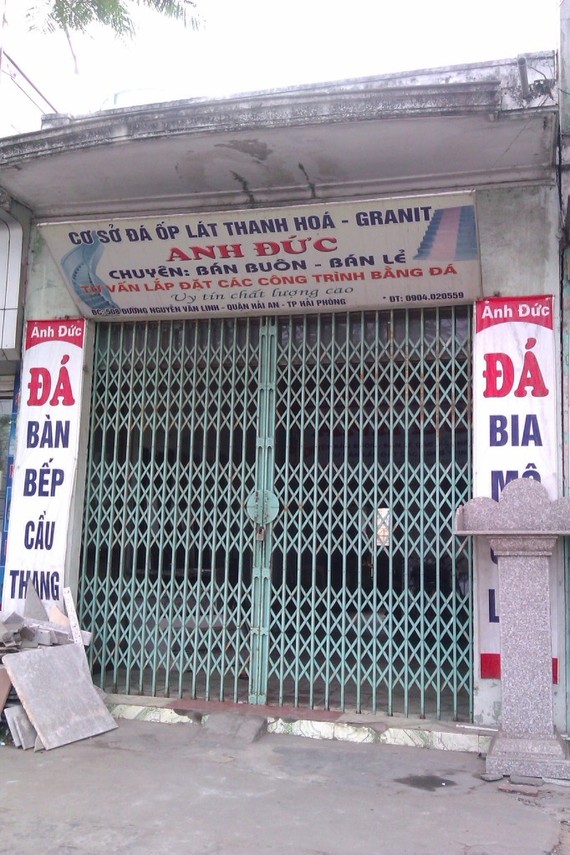 CƠ SỞ ĐÁ ỐP LÁT THANH HOÁ - GRANIT
ANH ĐỨC
CHUYÊN: BÁN BUÔN - BÁN LẺ
TƯ VẤN LẮP ĐẶT CÁC CÔNG TRÌNH BẰNG ĐÁ
Uy tín chất lượng cao
ĐC: 508 ĐƯỜNG NGUYỄN VĂN LINH - QUẬN HẢI AN - TP HẢI PHÒNG * ĐT: 0904.020559
Anh Đức
ĐÁ
BÀN
BẾP
CẦU
THANG
Anh Đức
ĐÁ
BIA
MỘ